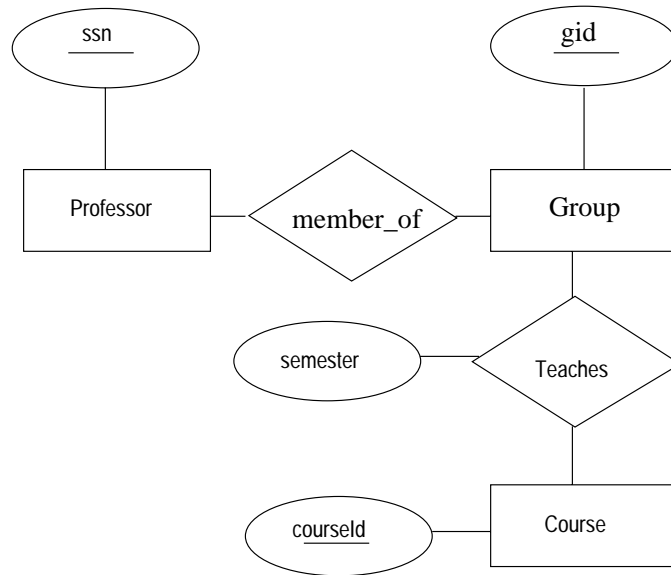 ssn
gid
Professor
member_of
Group
semester
Teaches
courseId
Course